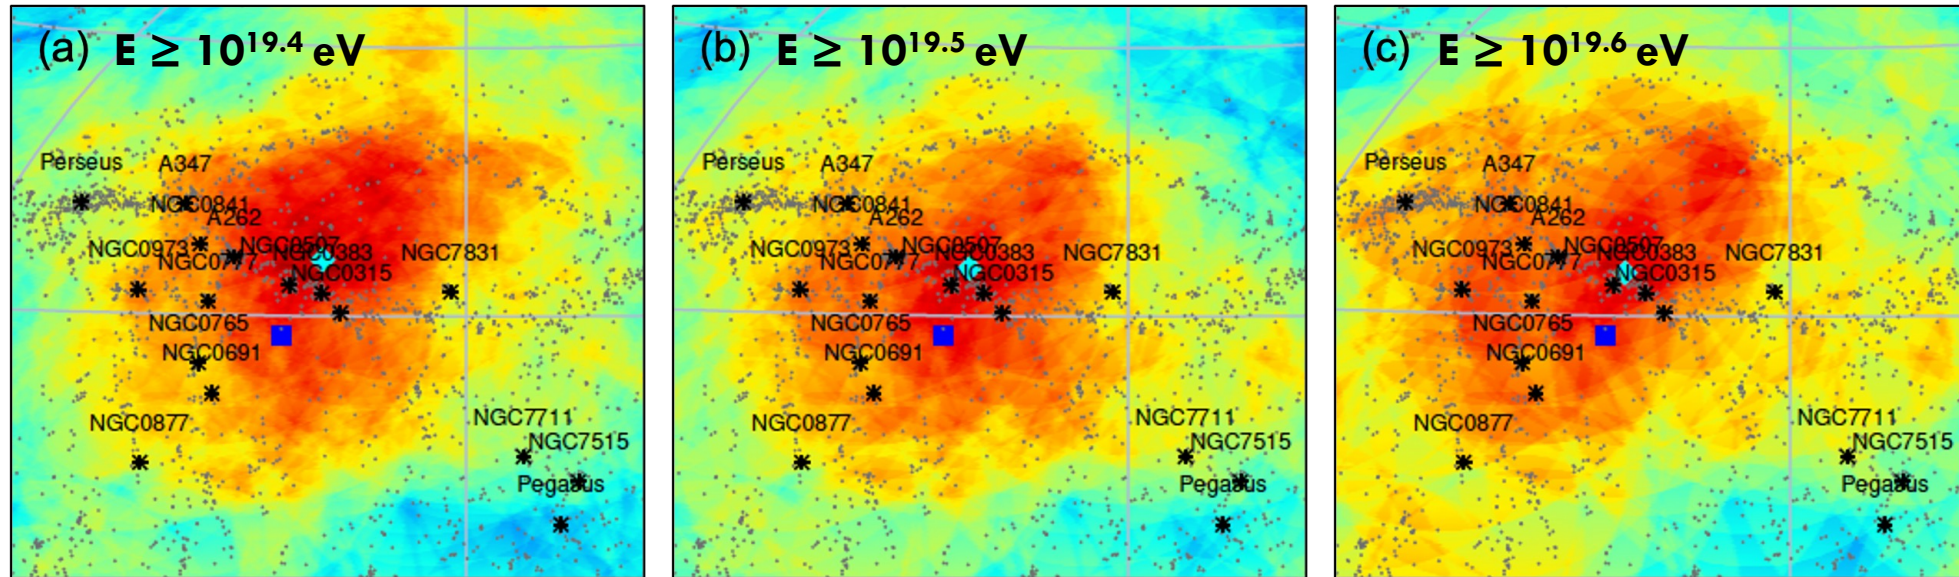 (a) E ≥ 10^19.4 eV
Perseus A347
NGC0841
A262
NGC0973 NGC0507
NGC0777 NGC0383 NGC7831
NGC0315
NGC0765
NGC0691
NGC0877 NGC7711
NGC7515
Pegasus
(b) E ≥ 10^19.5 eV
Perseus A347
NGC0841
A262
NGC0973 NGC0507
NGC0777 NGC0383 NGC7831
NGC0315
NGC0765
NGC0691
NGC0877 NGC7711
NGC7515
Pegasus
(c) E ≥ 10^19.6 eV
Perseus A347
NGC0841
A262
NGC0973 NGC0507
NGC0777 NGC0383 NGC7831
NGC0315
NGC0765
NGC0691
NGC0877 NGC7711
NGC7515
Pegasus